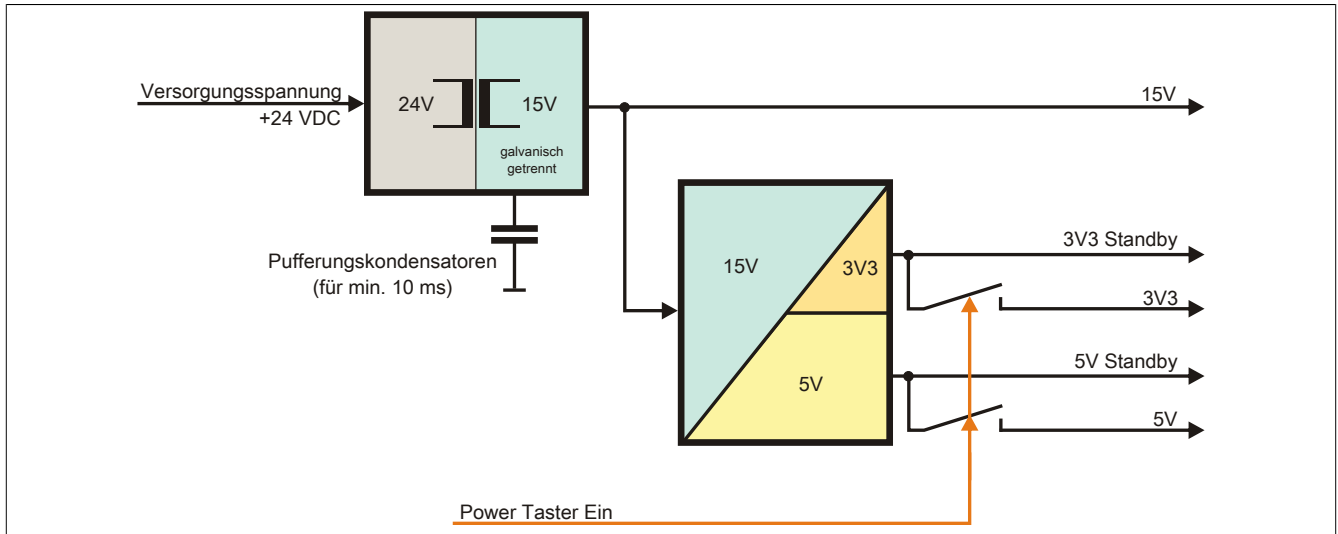 Versorgungsspannung
+24 VDC
24V
15V
galvanisch
getrennt
15V
Pufferungskondensatoren
(für min. 10 ms)
15V
3V3
5V
3V3 Standby
3V3
5V Standby
5V
Power Taster Ein